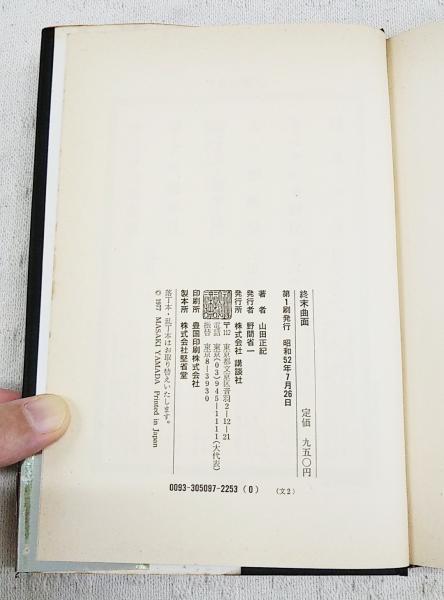 終末曲面
定価 九五〇円
第1刷発行 昭和52年7月26日
著者 山田正記
発行者 野間省一
発行所 株式会社 講談社
〒112 東京都文京区音羽2-12-21
電話 東京(03)945-1111(大代表)
振替 東京8-3930
印刷所 豊国印刷株式会社
製本所 株式会社堅省堂
落丁本・乱丁本はお取り替えいたします。
© 1977 MASAKI YAMADA Printed in Japan
0093-305097-2253 (0) (文2)